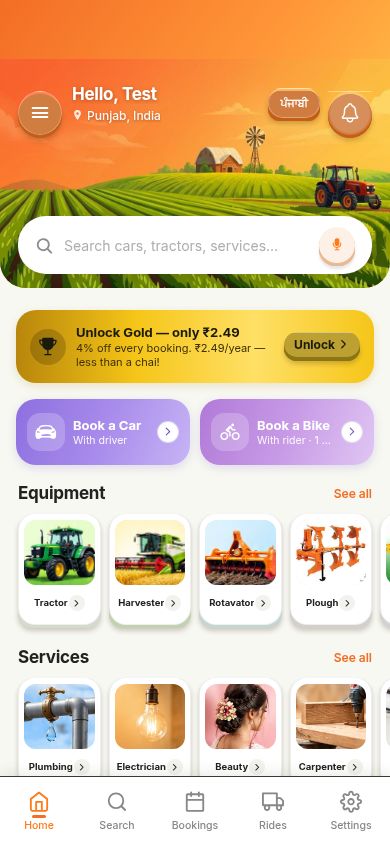 Hello, Test
Punjab, India
ਪੰਜਾਬੀ
Search cars, tractors, services...
Unlock Gold — only ₹2.49
4% off every booking. ₹2.49/year —
less than a chai!
Unlock
Book a Car
With driver
Book a Bike
With rider · 1 ...
Equipment
See all
Tractor
Harvester
Rotavator
Plough
Services
See all
Plumbing
Electrician
Beauty
Carpenter
Home
Search
Bookings
Rides
Settings